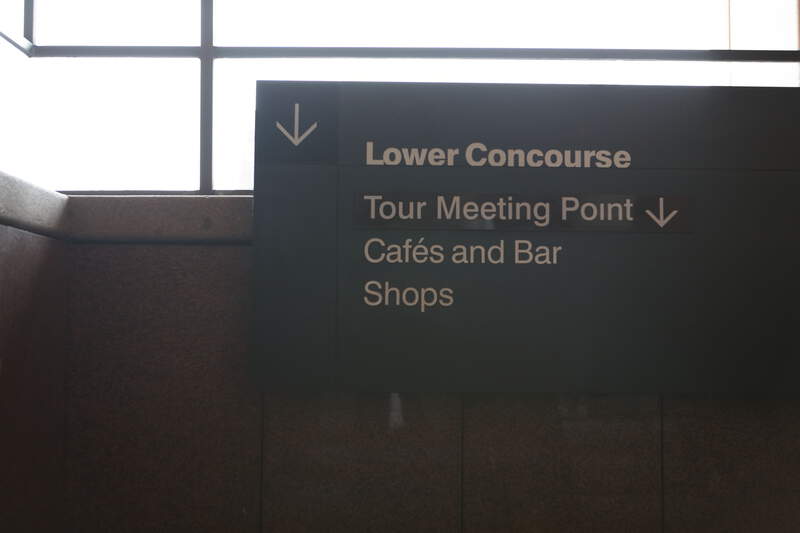 Lower Concourse
Tour Meeting Point
Cafés and Bar
Shops